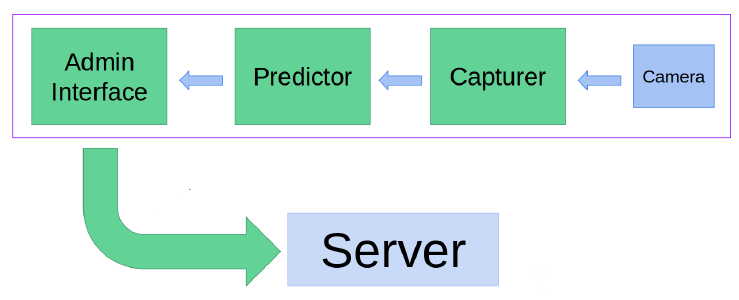 Admin
Interface
Predictor
Capturer
Camera
Server